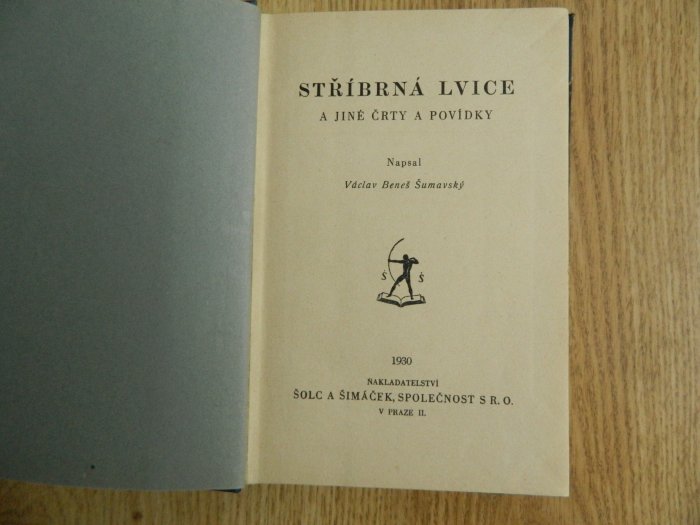 STŘÍBRNÁ LVICE
A JINÉ ČRTY A POVÍDKY
Napsal
Václav Beneš Šumavský
Š Š
1930
NAKLADATELSTVÍ
ŠOLC A ŠIMÁČEK, SPOLEČNOST S R. O.
V PRAZE II.